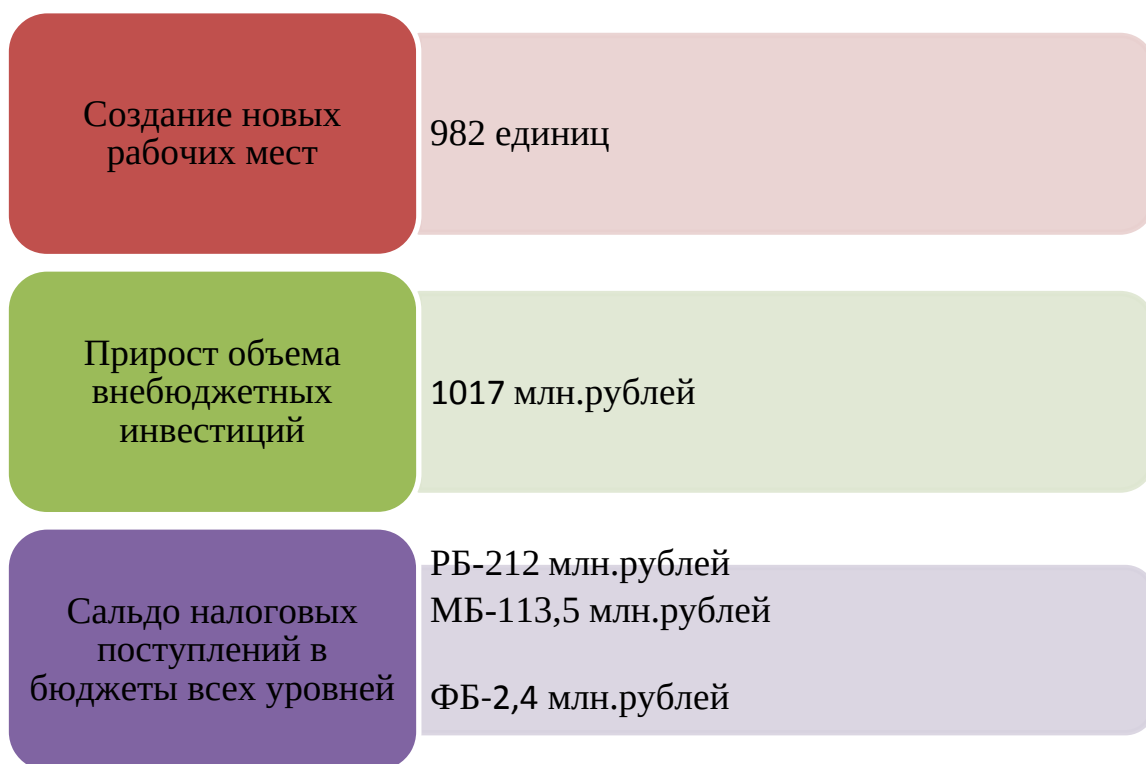 Создание новых
рабочих мест
982 единиц
Прирост объема
внебюджетных
инвестиций
1017 млн.рублей
Сальдо налоговых
поступлений в
бюджеты всех уровней
РБ-212 млн.рублей
МБ-113,5 млн.рублей
ФБ-2,4 млн.рублей